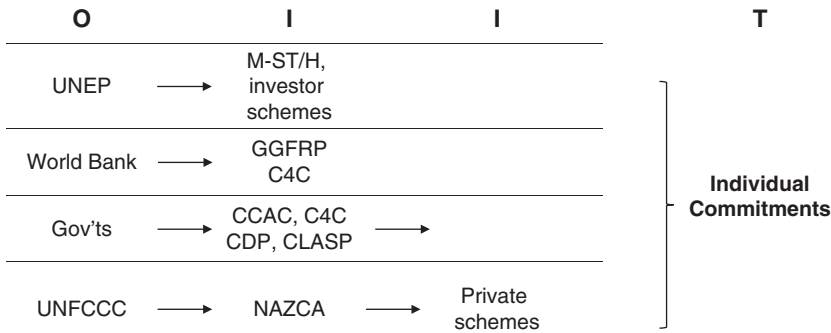 O I I T
UNEP
M-ST/H,
investor
schemes
World Bank
GGFRP
C4C
Gov'ts
CCAC, C4C
CDP, CLASP
UNFCCC
NAZCA
Private
schemes
Individual
Commitments